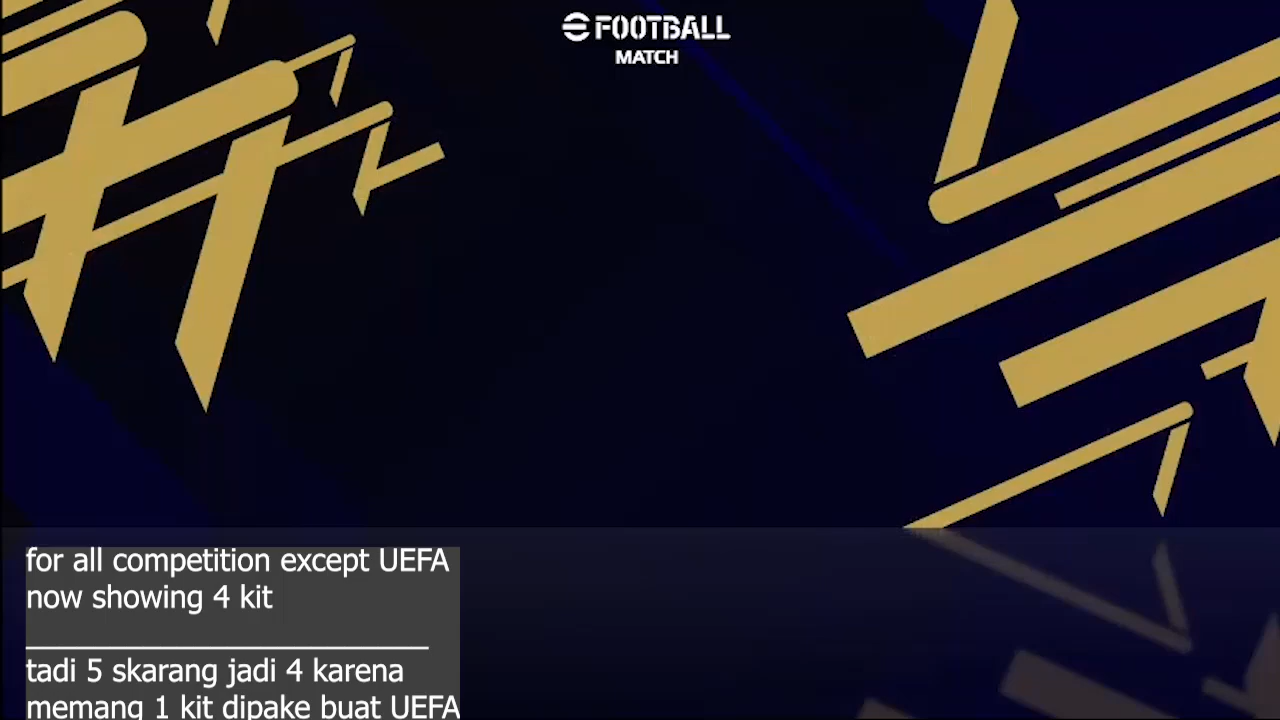 eFOOTBALL
MATCH
for all competition except UEFA
now showing 4 kit
tadi 5 skarang jadi 4 karena
memang 1 kit dipake buat UEFA